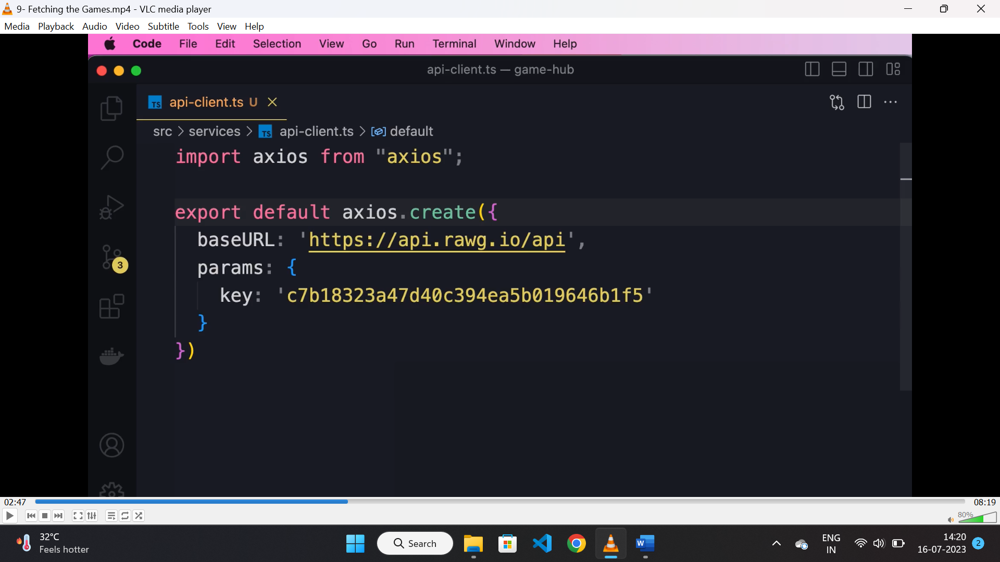 9- Fetching the Games.mp4 - VLC media player
Media Playback Audio Video Subtitle Tools View Help
Code File Edit Selection View Go Run Terminal Window Help
api-client.ts — game-hub
TS api-client.ts U
src > services > TS api-client.ts > default
import axios from "axios";
export default axios.create({
baseURL: 'https://api.rawg.io/api',
params: {
key: 'c7b18323a47d40c394ea5b019646b1f5'
}
})
3
02:47
08:19
80%
32°C
Feels hotter
Search
W
ENG
IN
14:20
16-07-2023
2